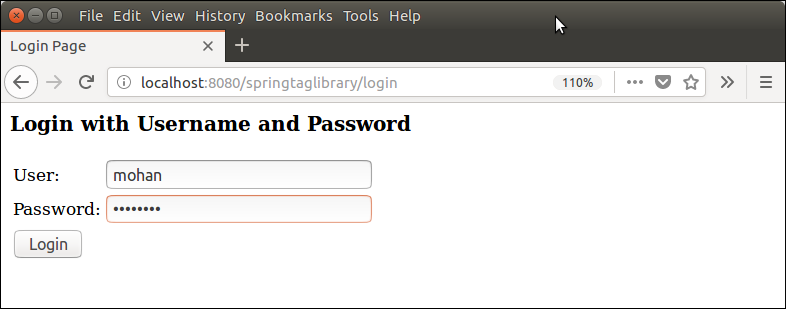 File Edit View History Bookmarks Tools Help
Login Page
localhost:8080/springtaglibrary/login 110%
Login with Username and Password
User: mohan
Password: ••••••••
Login